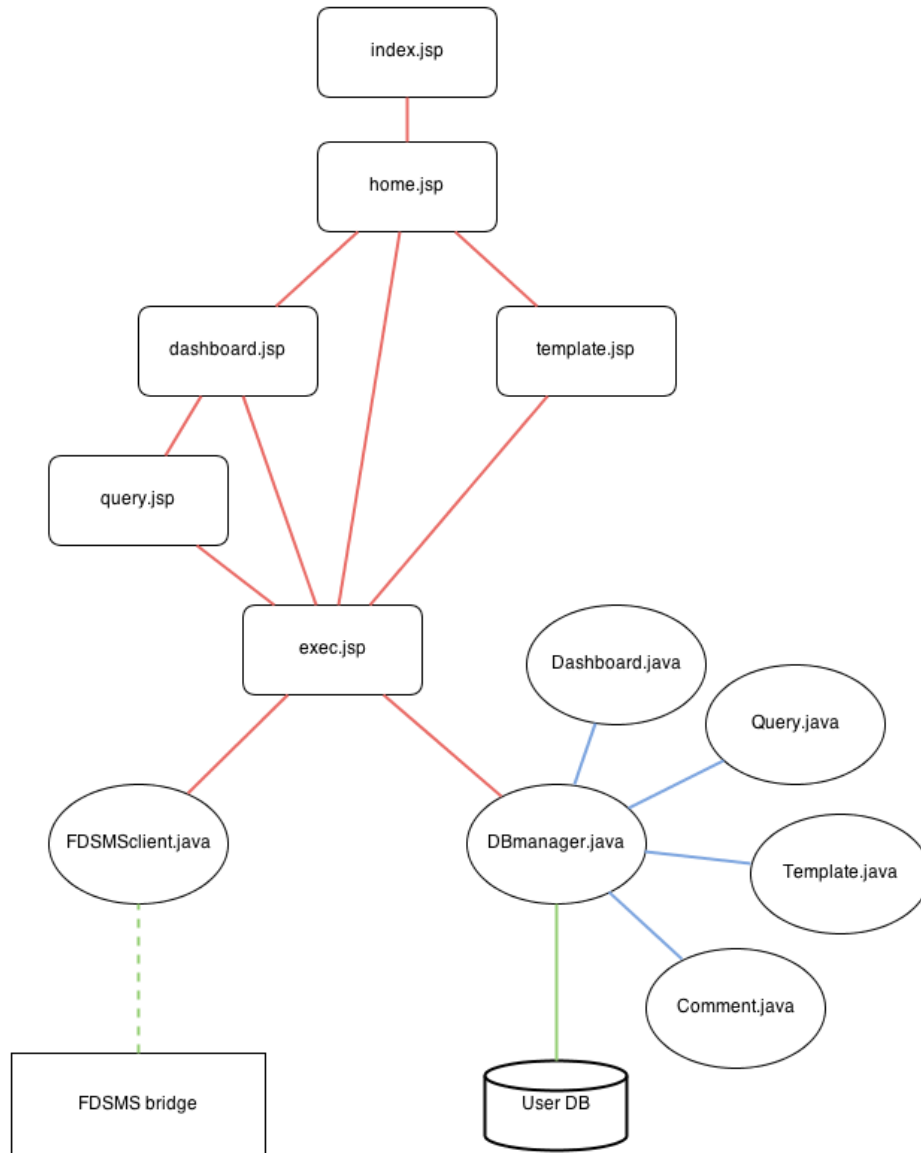 index.jsp
home.jsp
dashboard.jsp
template.jsp
query.jsp
exec.jsp
Dashboard.java
Query.java
FDSMSclient.java
DBmanager.java
Template.java
Comment.java
FDSMS bridge
User DB